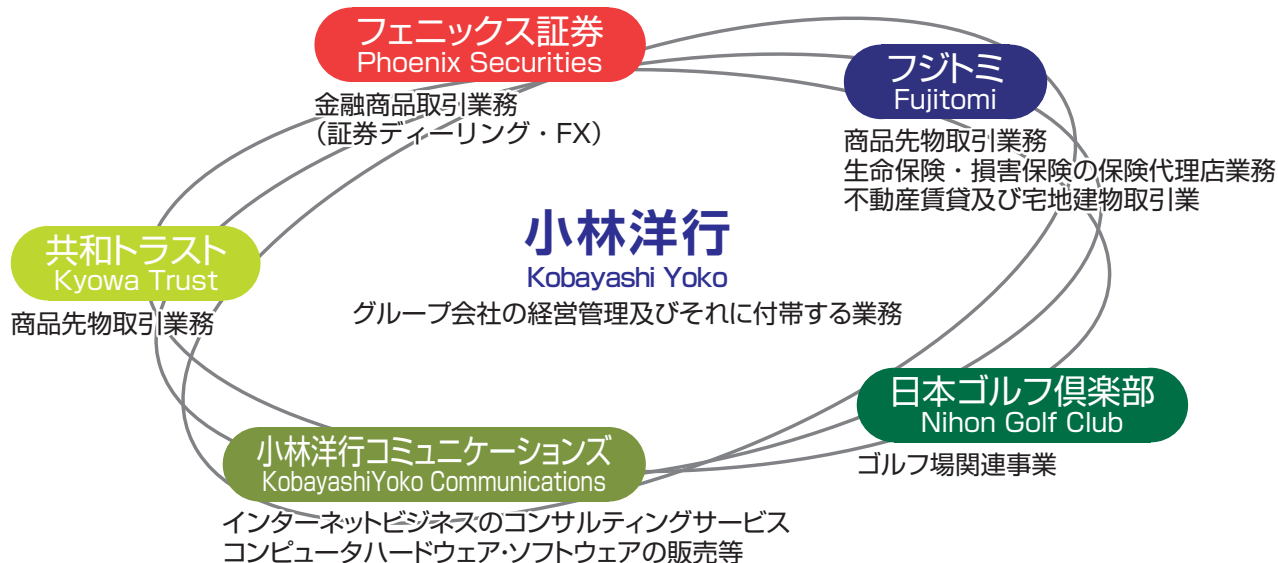 フェニックス証券
Phoenix Securities
金融商品取引業務
（証券ディーリング・FX）
フジトミ
Fujitomi
商品先物取引業務
生命保険・損害保険の保険代理店業務
不動産賃貸及び宅地建物取引業
小林洋行
Kobayashi Yoko
グループ会社の経営管理及びそれに付帯する業務
共和トラスト
Kyowa Trust
商品先物取引業務
日本ゴルフ倶楽部
Nihon Golf Club
ゴルフ場関連事業
小林洋行コミュニケーションズ
KobayashiYoko Communications
インターネットビジネスのコンサルティングサービス
コンピュータハードウェア・ソフトウェアの販売等